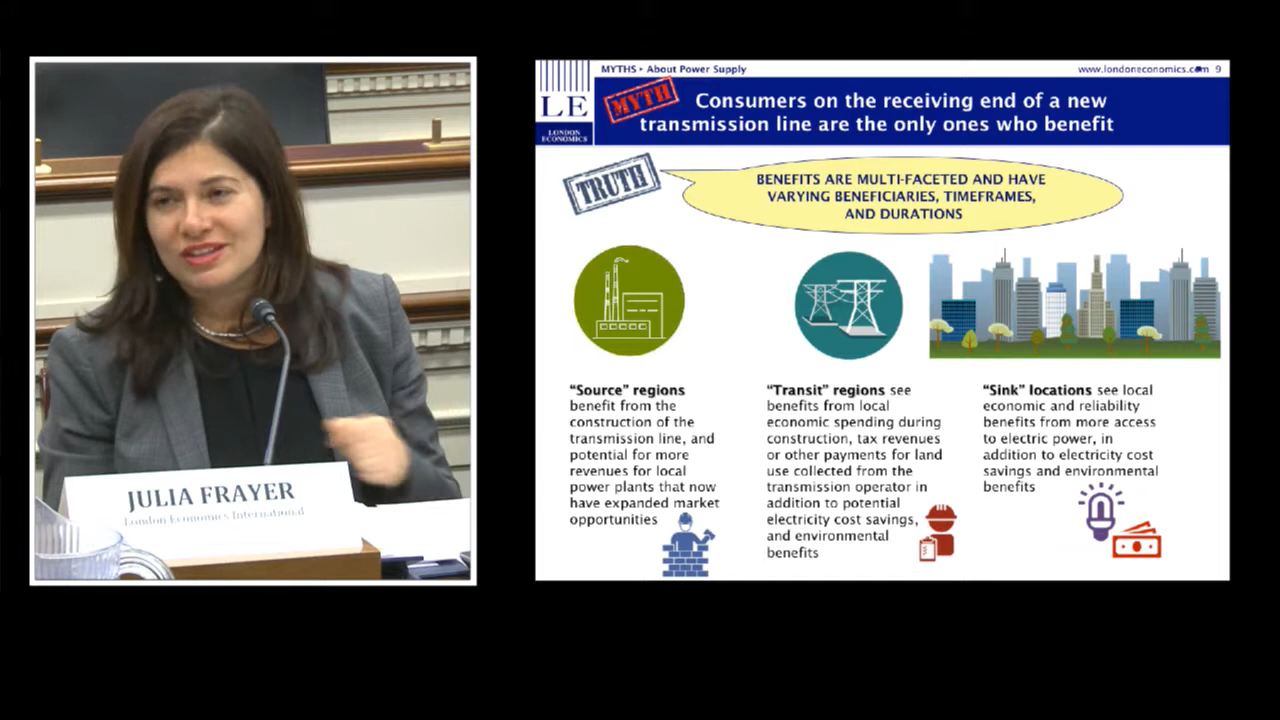 JULIA FRAYER
London Economics International
MYTHS ▸ About Power Supply
www.londoneconomics.com 9
LE
LONDON
ECONOMICS
MYTH
Consumers on the receiving end of a new
transmission line are the only ones who benefit
TRUTH
BENEFITS ARE MULTI-FACETED AND HAVE
VARYING BENEFICIARIES, TIMEFRAMES,
AND DURATIONS
“Source” regions
benefit from the
construction of the
transmission line, and
potential for more
revenues for local
power plants that now
have expanded market
opportunities
“Transit” regions see
benefits from local
economic spending during
construction, tax revenues
or other payments for land
use collected from the
transmission operator in
addition to potential
electricity cost savings,
and environmental
benefits
“Sink” locations see local
economic and reliability
benefits from more access
to electric power, in
addition to electricity cost
savings and environmental
benefits